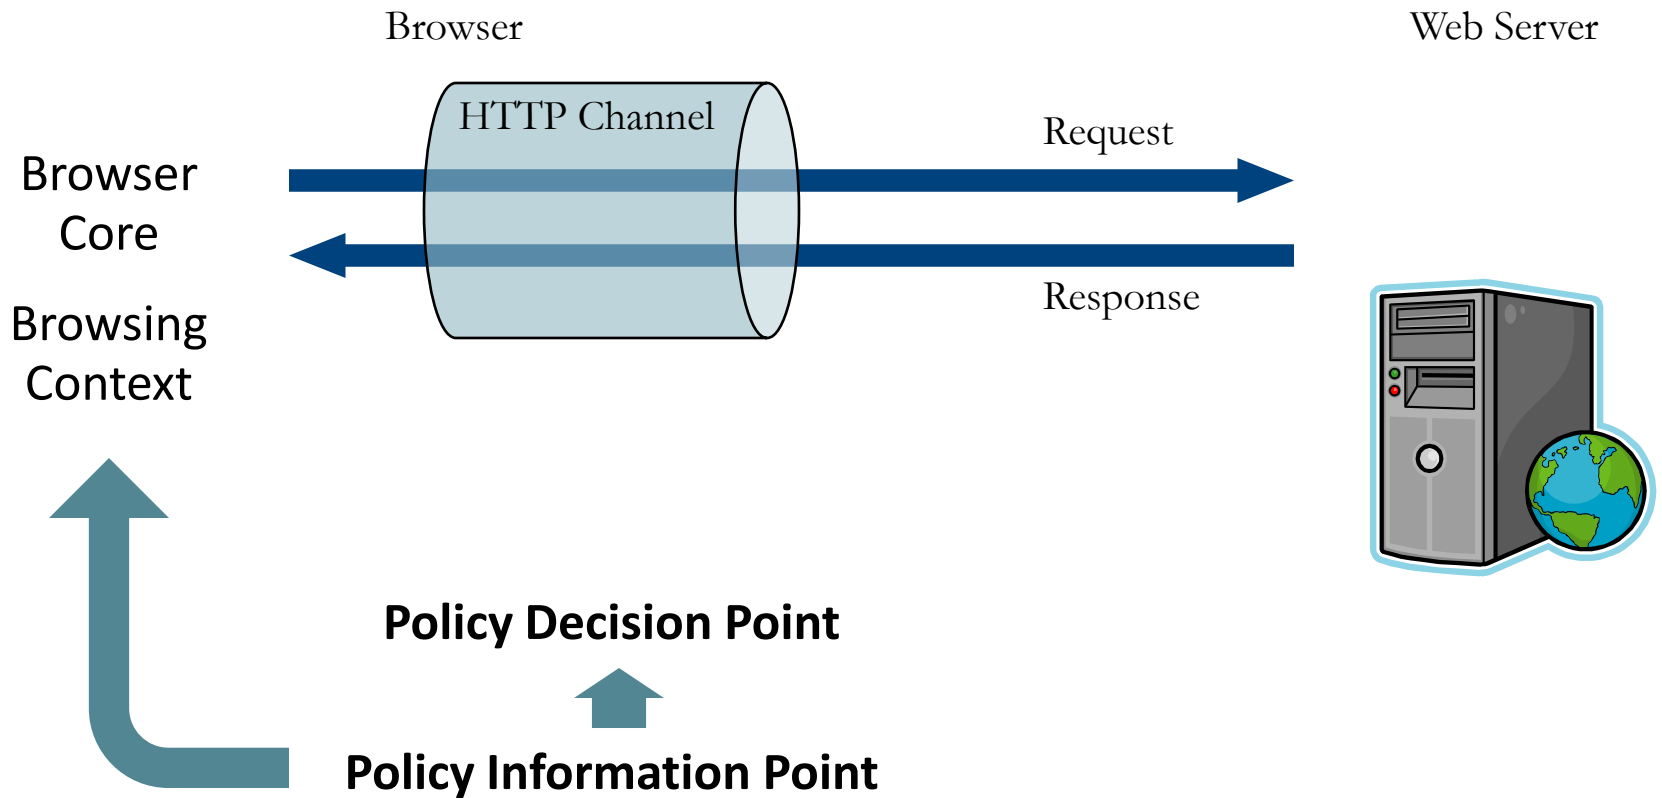 Browser
Web Server
HTTP Channel
Request
Browser
Core
Response
Browsing
Context
Policy Decision Point
Policy Information Point